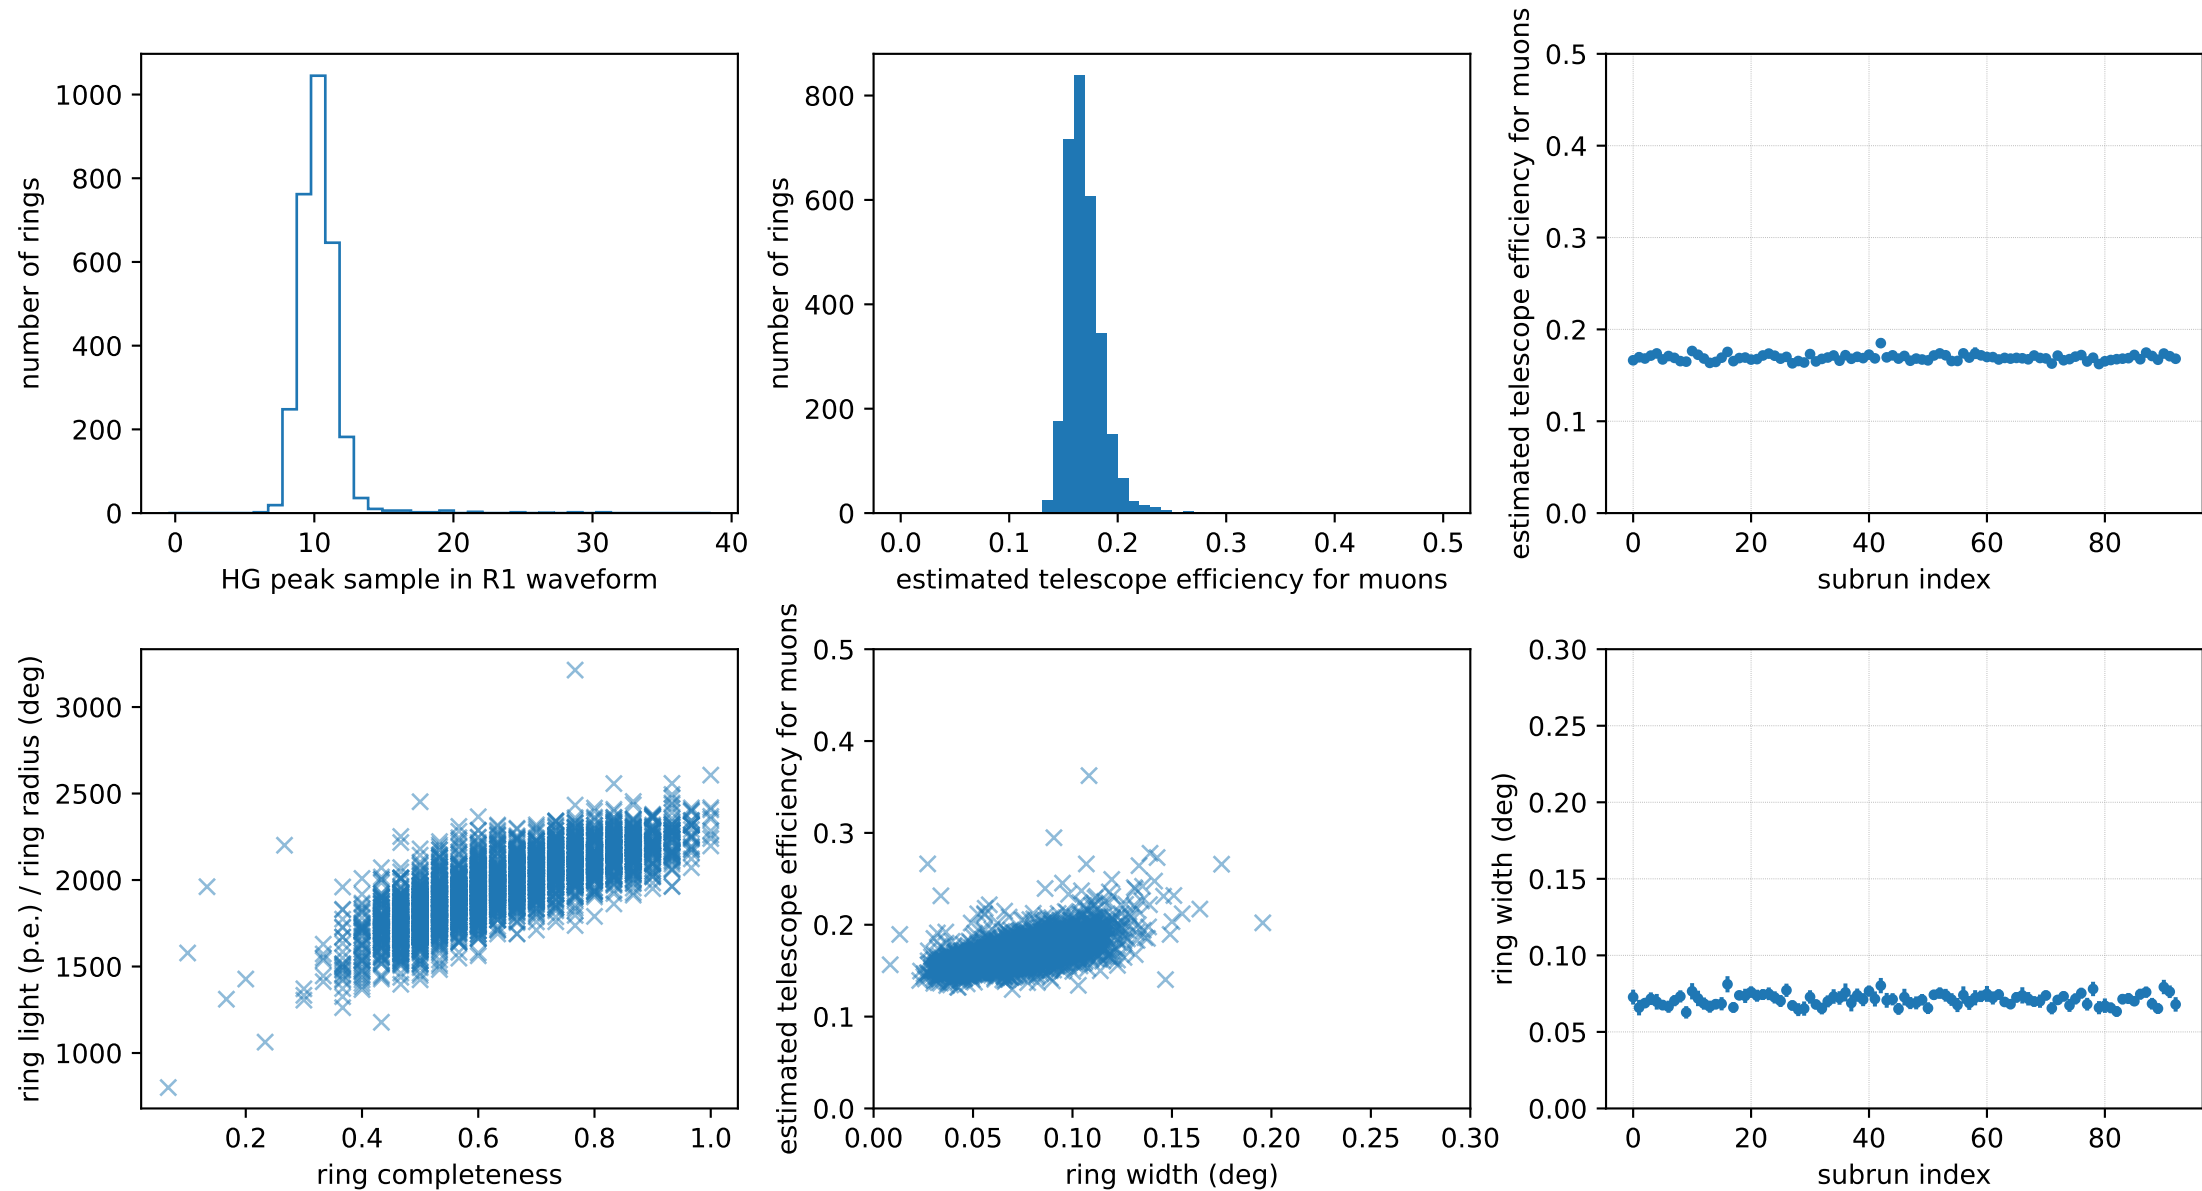 number of rings
1000
800
600
400
200
0
0 10 20 30 40
HG peak sample in R1 waveform
number of rings
800
600
400
200
0
0.0 0.1 0.2 0.3 0.4 0.5
estimated telescope efficiency for muons
estimated telescope efficiency for muons
0.5
0.4
0.3
0.2
0.1
0.0
0 20 40 60 80
subrun index
ring light (p.e.) / ring radius (deg)
3000
2500
2000
1500
1000
0.2 0.4 0.6 0.8 1.0
ring completeness
estimated telescope efficiency for muons
0.5
0.4
0.3
0.2
0.1
0.0
0.00 0.05 0.10 0.15 0.20 0.25 0.30
ring width (deg)
ring width (deg)
0.30
0.25
0.20
0.15
0.10
0.05
0.00
0 20 40 60 80
subrun index